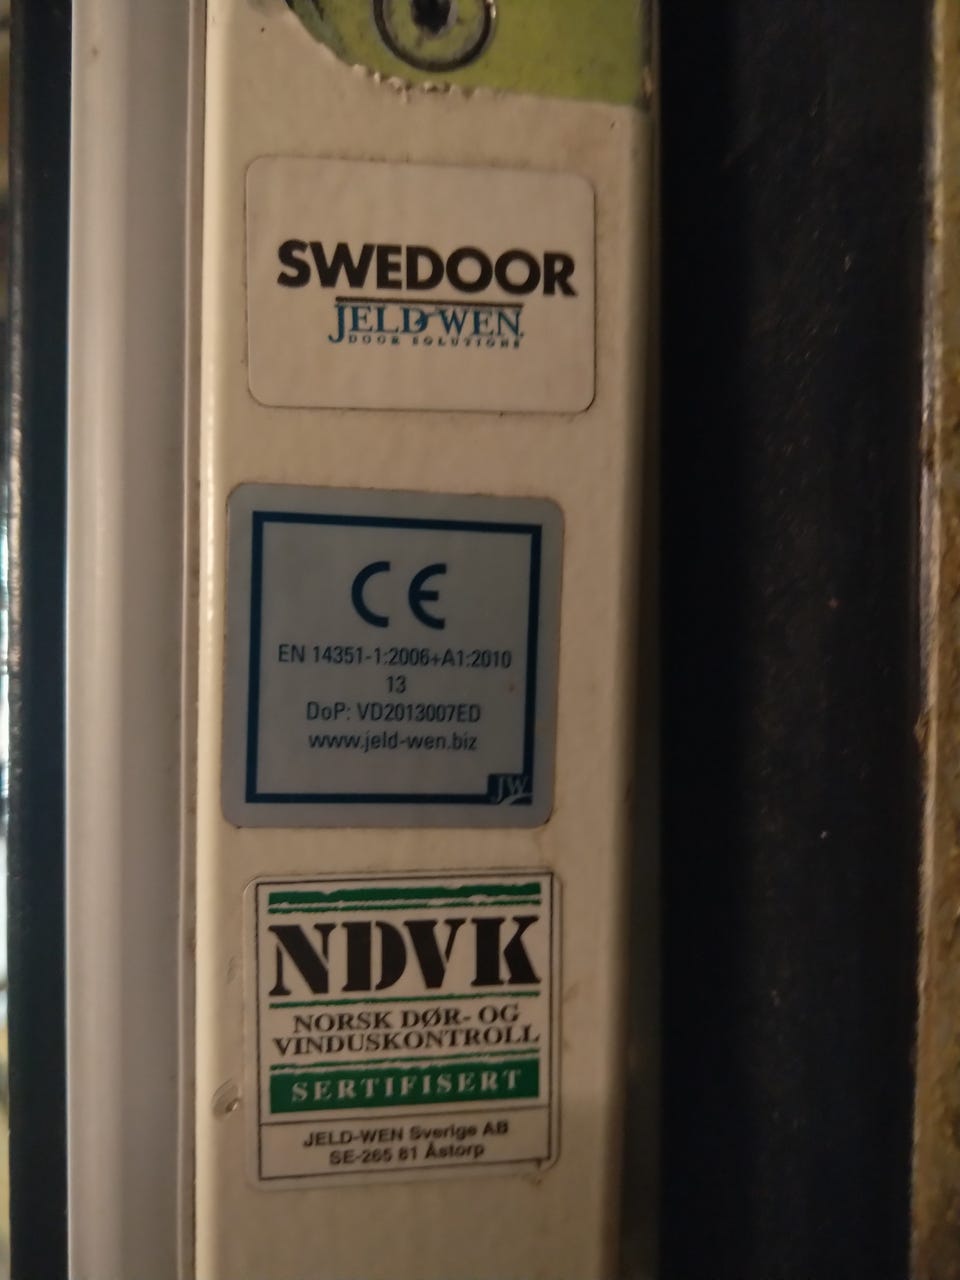 SWEDOOR
JELD-WEN
DOOR SOLUTIONS
CE
EN 14351-1:2006+A1:2010
13
DoP: VD2013007ED
www.jeld-wen.biz
JW
NDVK
NORSK DØR- OG
VINDUSKONTROLL
SERTIFISERT
JELD-WEN Sverige AB
SE-265 81 Åstorp